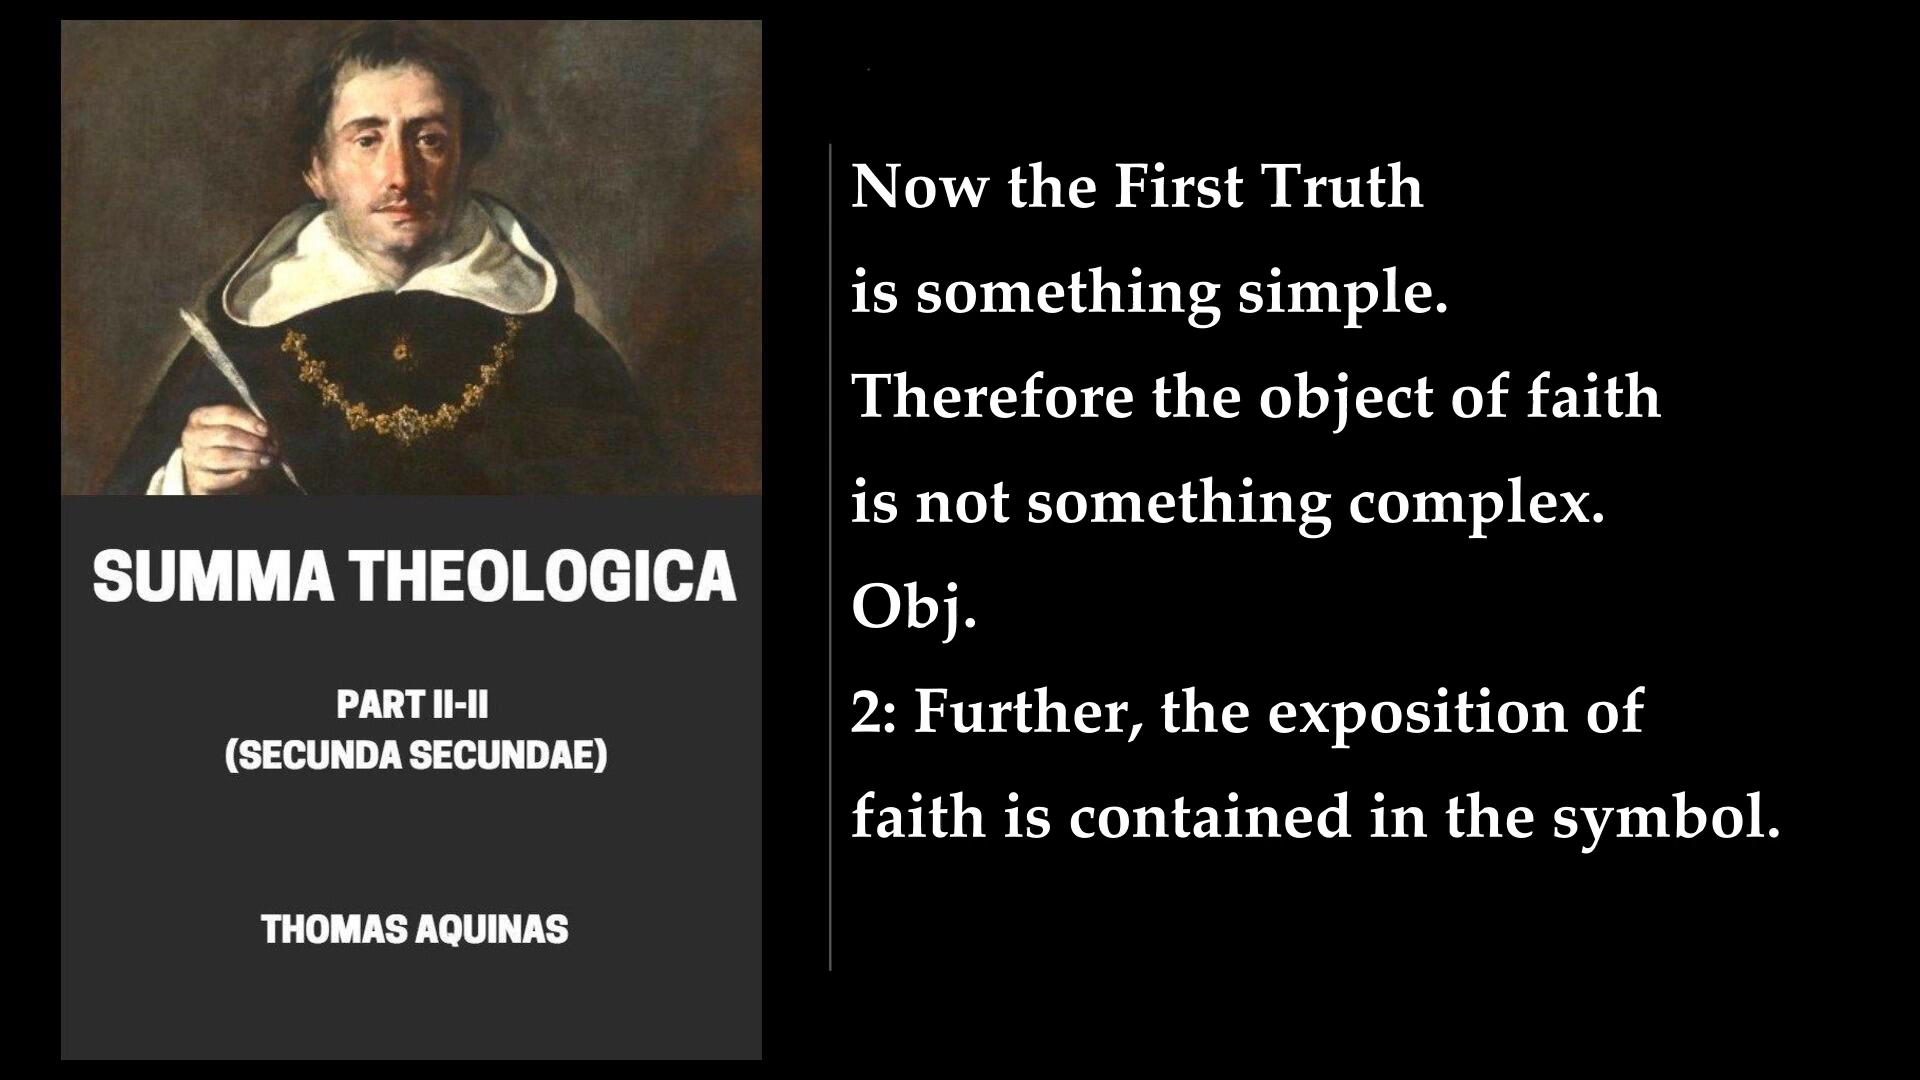 SUMMA THEOLOGICA
PART II-II
(SECUNDA SECUNDAE)
THOMAS AQUINAS
Now the First Truth
is something simple.
Therefore the object of faith
is not something complex.
Obj.
2: Further, the exposition of
faith is contained in the symbol.